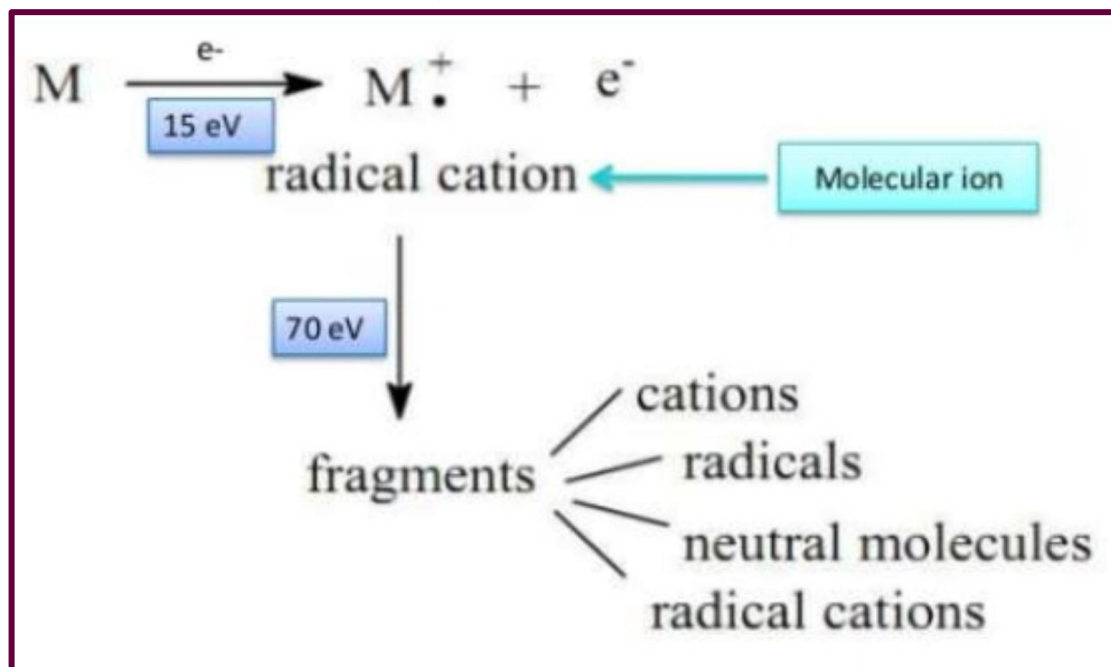 e-
M M⁺• + e⁻
15 eV
radical cation Molecular ion
70 eV
cations
fragments radicals
neutral molecules
radical cations